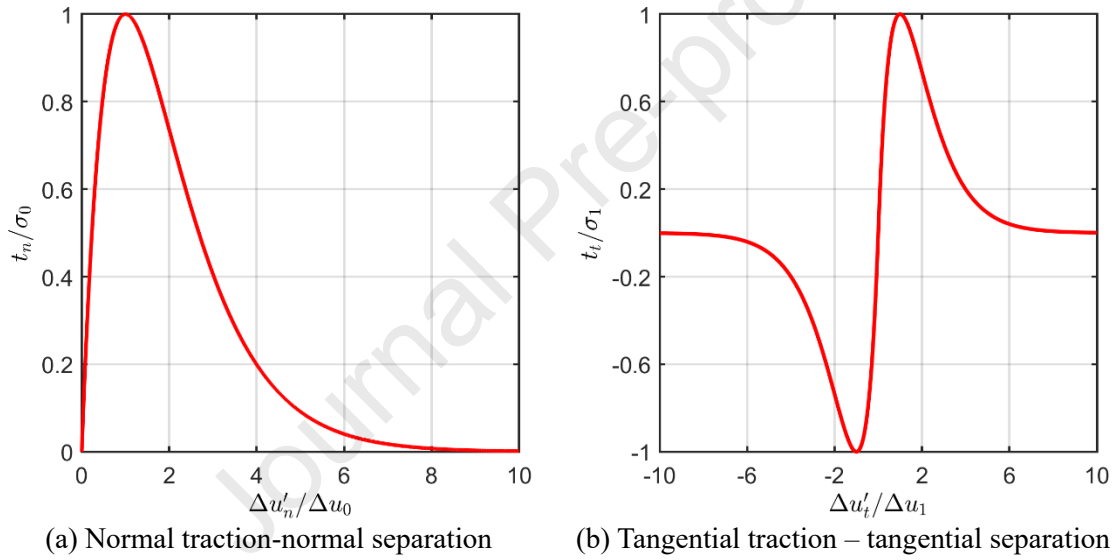 1
0.8
0.6
0.4
0.2
0
0 2 4 6 8 10
t_n/σ_0
Δu′_n/Δu_0
(a) Normal traction-normal separation
1
0.6
0.2
-0.2
-0.6
-1
-10 -6 -2 2 6 10
t_t/σ_1
Δu′_t/Δu_1
(b) Tangential traction – tangential separation
Journal Pre-pro